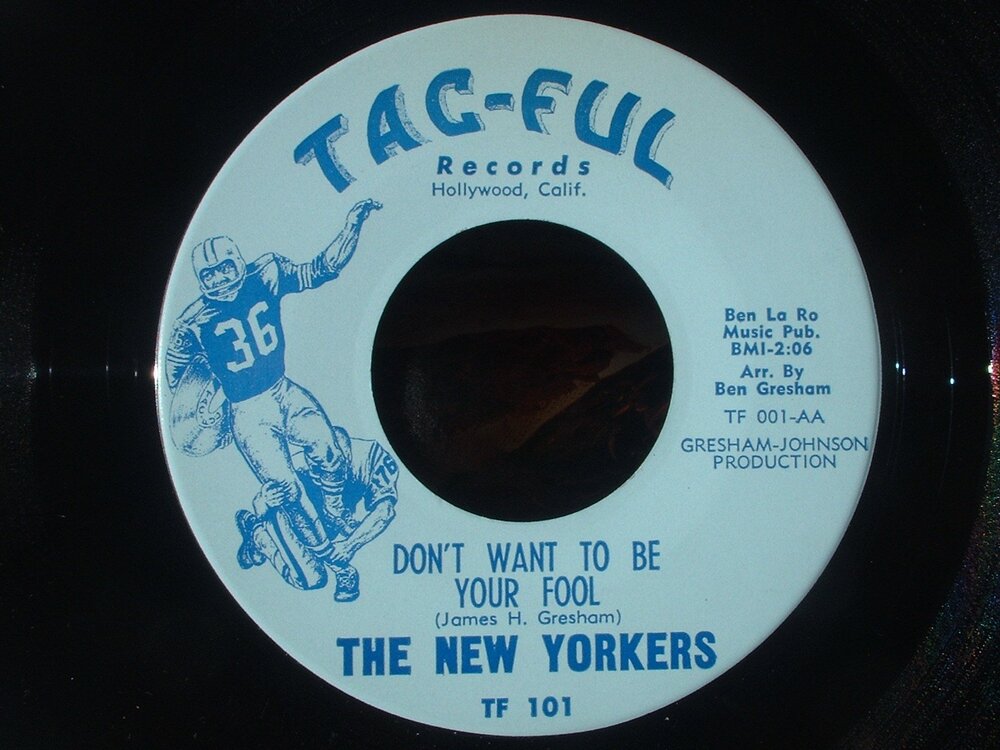 TAC-FUL
Records
Hollywood, Calif.
36
76
Ben La Ro
Music Pub.
BMI-2:06
Arr. By
Ben Gresham
TF 001-AA
GRESHAM-JOHNSON
PRODUCTION
DON'T WANT TO BE
YOUR FOOL
(James H. Gresham)
THE NEW YORKERS
TF 101